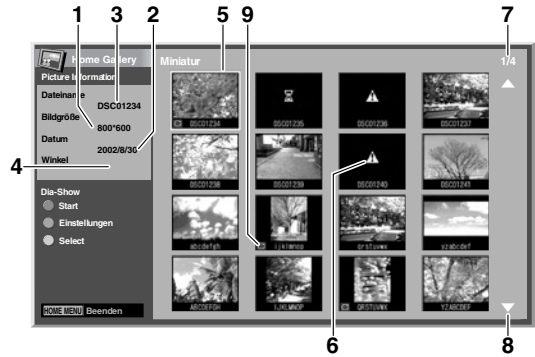 1 3 2 5 9 7
Home Gallery
Miniatur
1/4
Picture Information
Dateiname
DSC01234
Bildgröße
800*600
Datum
2002/8/30
Winkel
4
Dia-Show
Start
Einstellungen
Select
HOME MENU Beenden
DSC01234 DSC01235 DSC01236 DSC01237
DSC01238 DSC01239 DSC01240 DSC01241
abcdefgh ijklmnop qrstuvwx yzabcdef
ABCDEFGH IJKLMNOP QRSTUVWX YZABCDEF
6 8